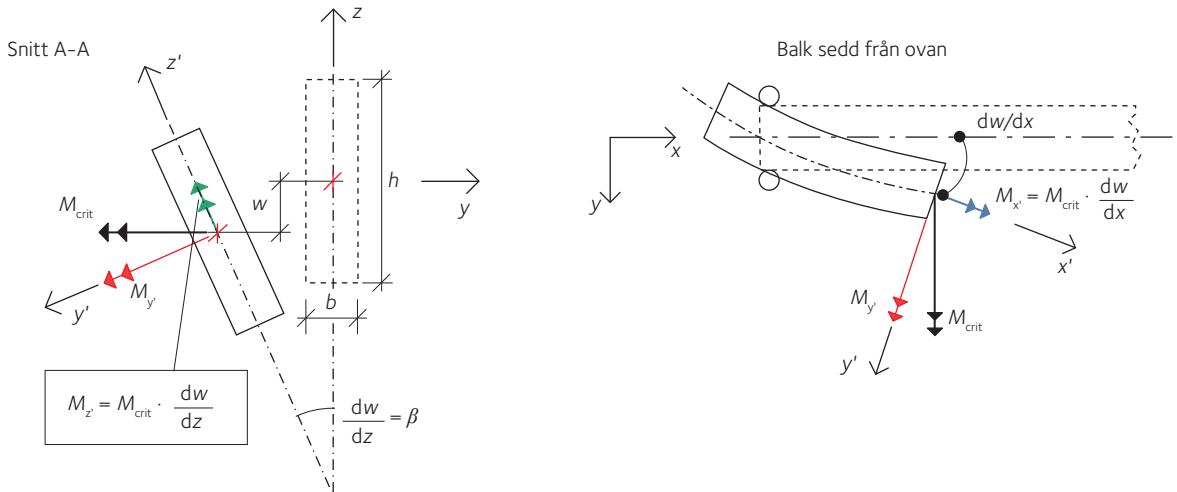 Snitt A–A
z
z'
w
h
y
M_crit
M_y'
y'
b
M_z' = M_crit · dw/dz
dw/dz = β
Balk sedd från ovan
x
y
dw/dx
M_x' = M_crit · dw/dx
x'
M_y'
M_crit
y'